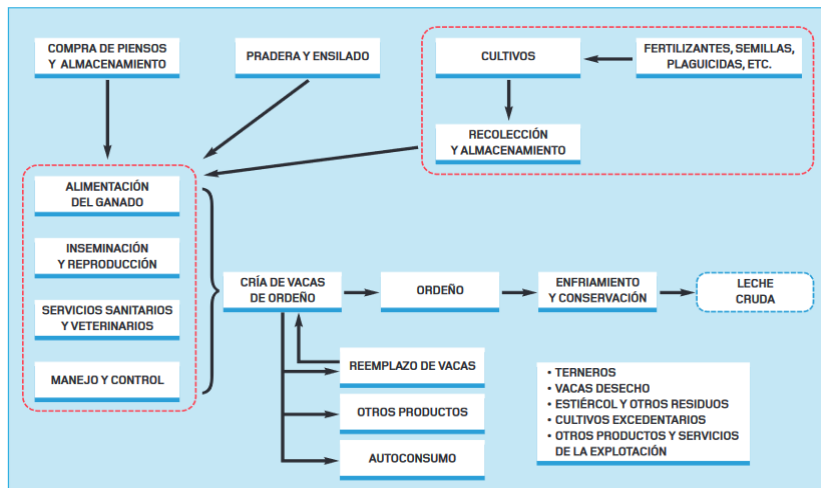 COMPRA DE PIENSOS
Y ALMACENAMIENTO
PRADERA Y ENSILADO
CULTIVOS
FERTILIZANTES, SEMILLAS,
PLAGUICIDAS, ETC.
RECOLECCIÓN
Y ALMACENAMIENTO
ALIMENTACIÓN
DEL GANADO
INSEMINACIÓN
Y REPRODUCCIÓN
SERVICIOS SANITARIOS
Y VETERINARIOS
MANEJO Y CONTROL
CRÍA DE VACAS
DE ORDEÑO
ORDEÑO
ENFRIAMIENTO
Y CONSERVACIÓN
LECHE
CRUDA
REEMPLAZO DE VACAS
OTROS PRODUCTOS
AUTOCONSUMO
• TERNEROS
• VACAS DESECHO
• ESTIÉRCOL Y OTROS RESIDUOS
• CULTIVOS EXCEDENTARIOS
• OTROS PRODUCTOS Y SERVICIOS
DE LA EXPLOTACIÓN